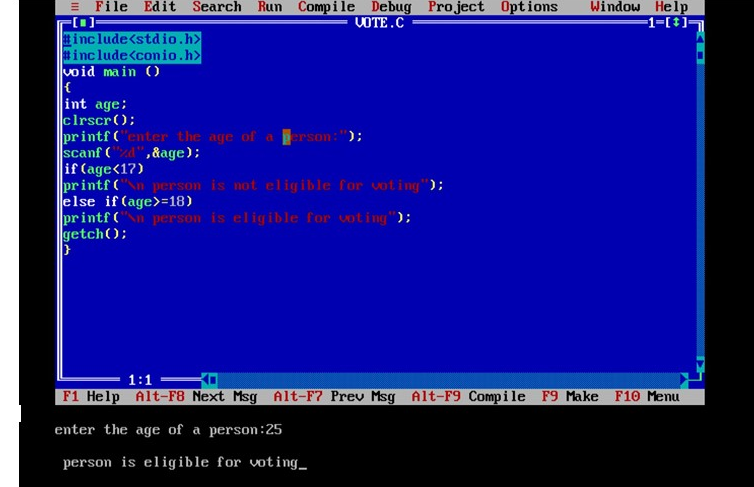 ≡ File Edit Search Run Compile Debug Project Options Window Help
[■] VOTE.C 1=[↕]
#include<stdio.h>
#include<conio.h>
void main ()
{
int age;
clrscr();
printf("enter the age of a person:");
scanf("%d",&age);
if(age<17)
printf("\n person is not eligible for voting");
else if(age>=18)
printf("\n person is eligible for voting");
getch();
}
1:1
F1 Help Alt-F8 Next Msg Alt-F7 Prev Msg Alt-F9 Compile F9 Make F10 Menu
enter the age of a person:25
person is eligible for voting_